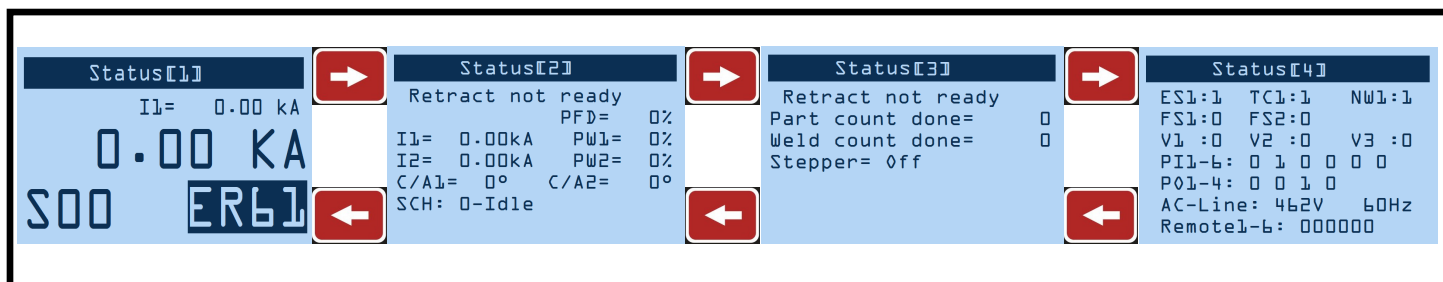 Status[1]
I1= 0.00 kA
0.00 KA
S00 ER61
Status[2]
Retract not ready
PFD= 0%
I1= 0.00kA PW1= 0%
I2= 0.00kA PW2= 0%
C/A1= 0° C/A2= 0°
SCH: 0-Idle
Status[3]
Retract not ready
Part count done= 0
Weld count done= 0
Stepper= Off
Status[4]
ES1:1 TC1:1 NW1:1
FS1:0 FS2:0
V1 :0 V2 :0 V3 :0
PI1-6: 0 1 0 0 0 0
PO1-4: 0 0 1 0
AC-Line: 462V 60Hz
Remote1-6: 000000